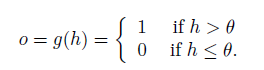 o = g(h) = { 1 if h > θ
0 if h ≤ θ.